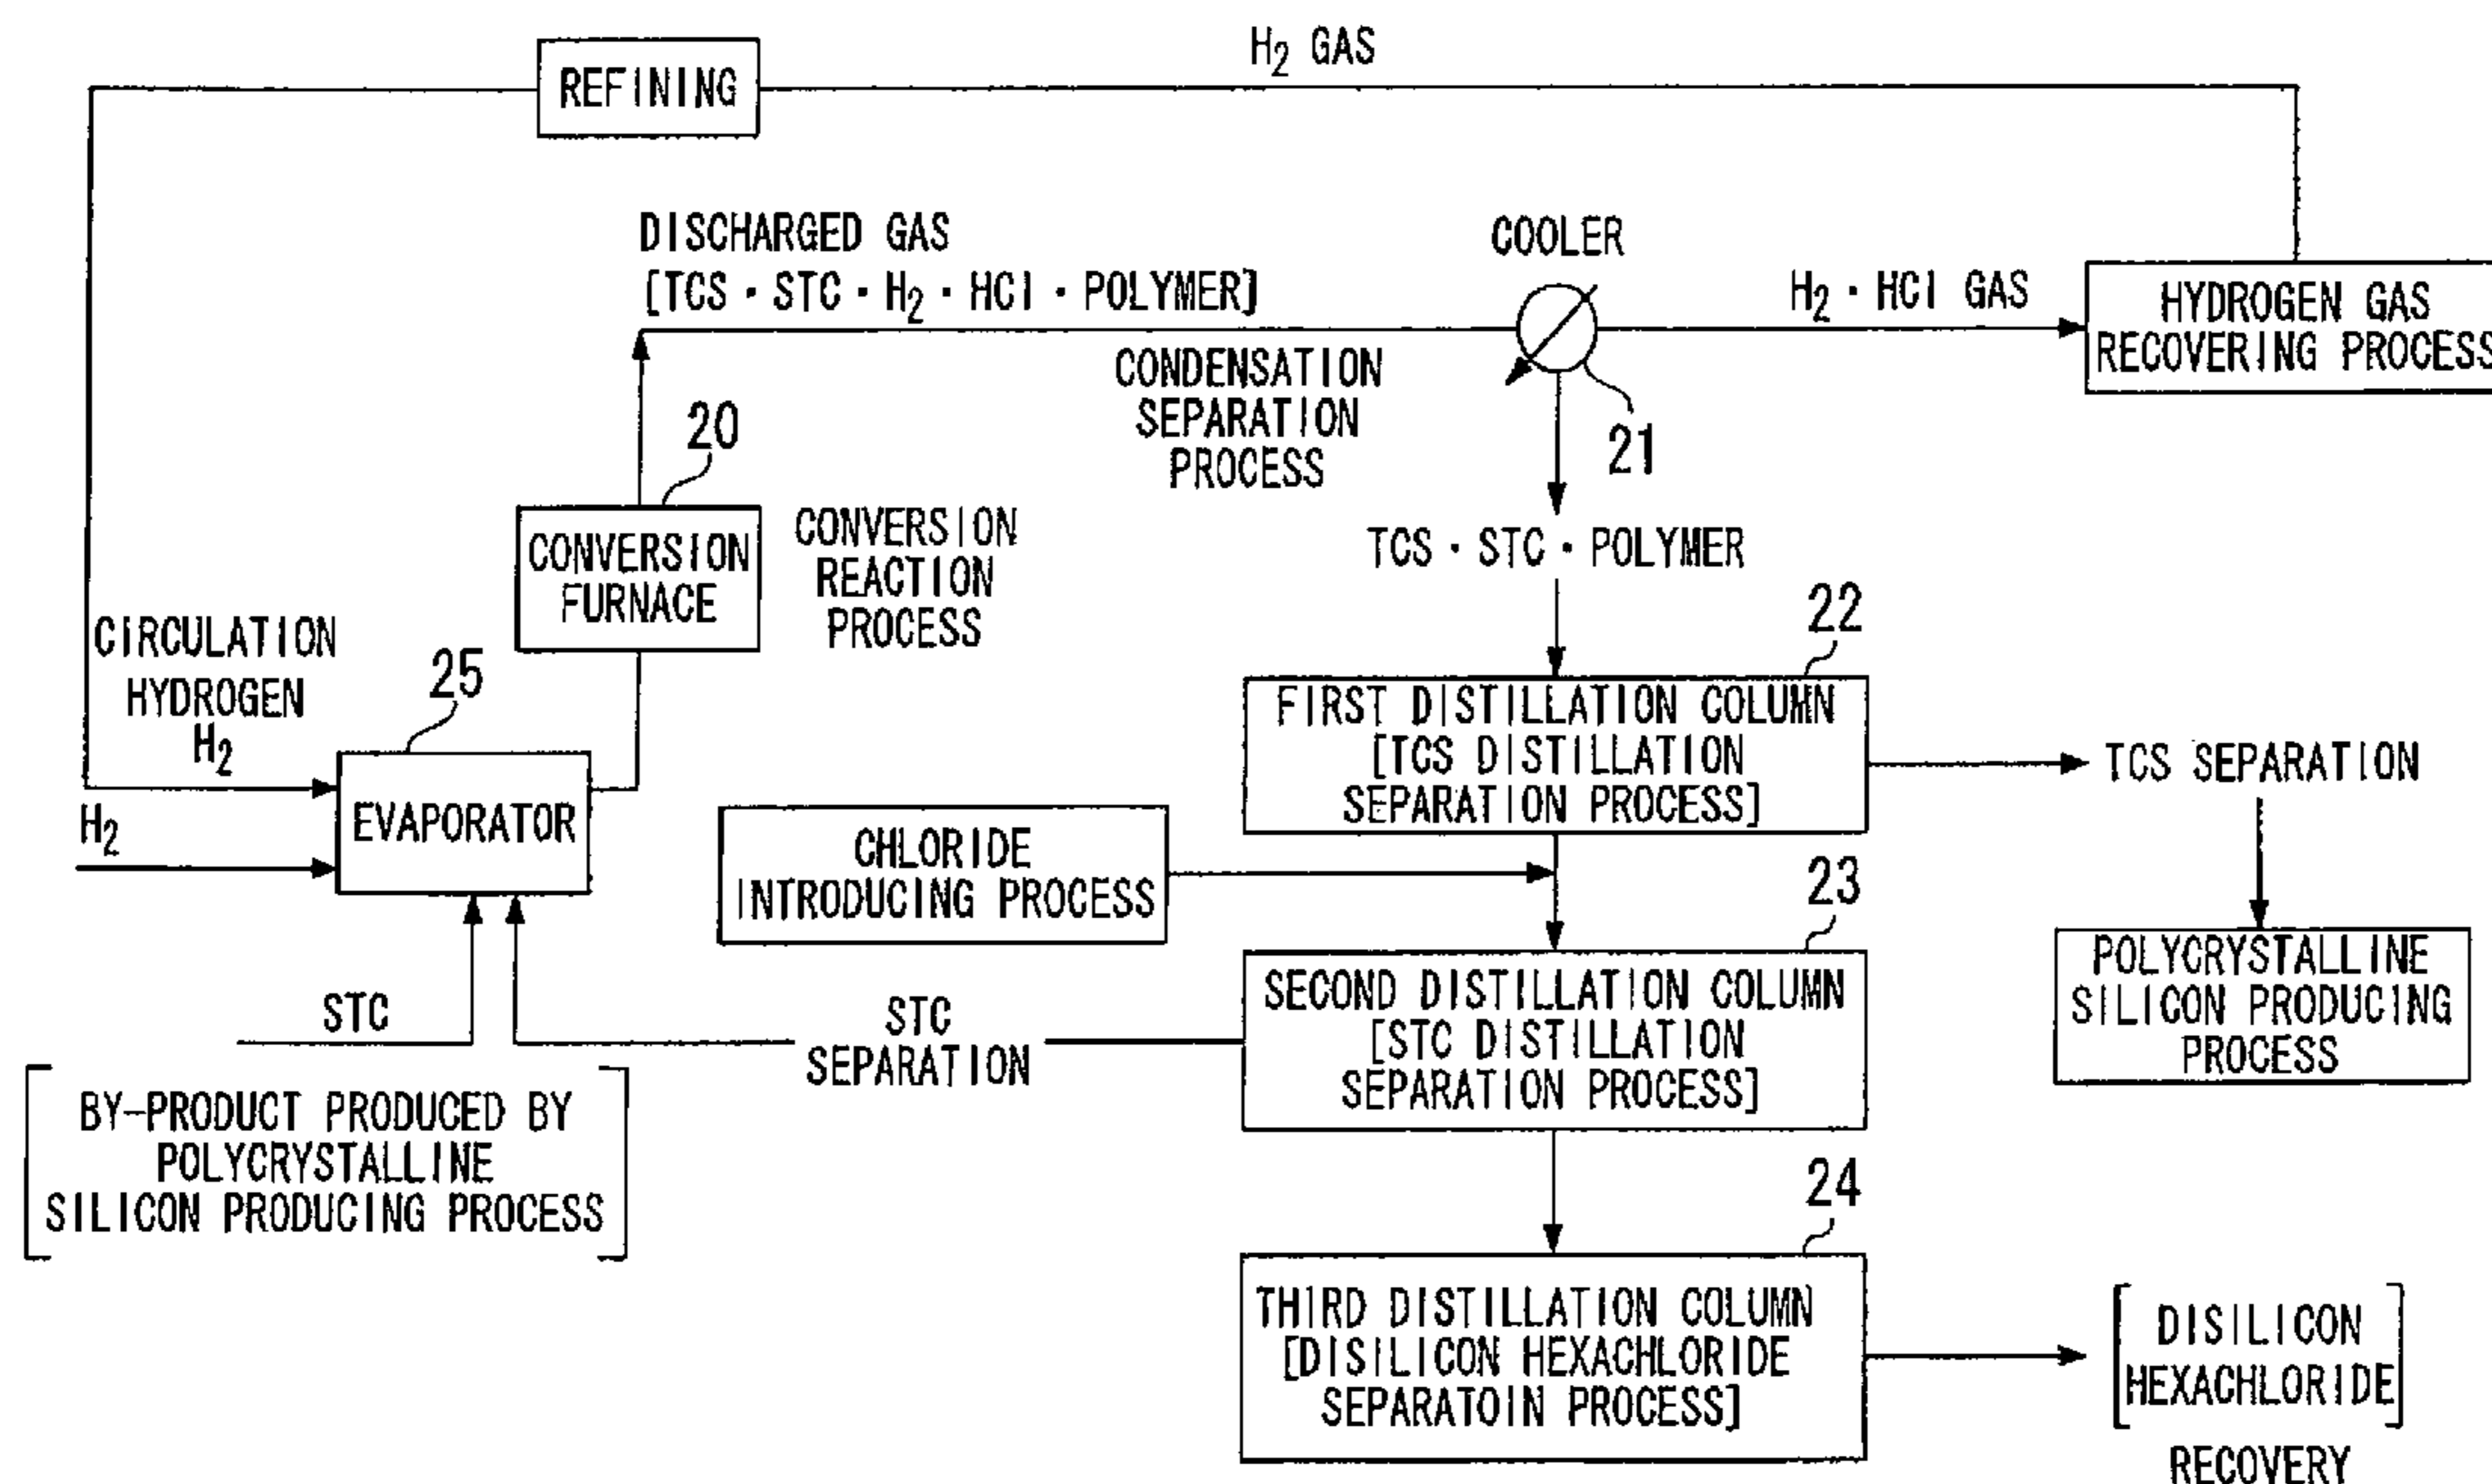 H2 GAS
REFINING
DISCHARGED GAS
[TCS · STC · H2 · HCl · POLYMER]
COOLER
H2 · HCl GAS
HYDROGEN GAS
RECOVERING PROCESS
CONDENSATION
SEPARATION
PROCESS
21
20
CONVERSION
FURNACE
CONVERSION
REACTION
PROCESS
TCS · STC · POLYMER
22
CIRCULATION
HYDROGEN
H2
25
FIRST DISTILLATION COLUMN
[TCS DISTILLATION
SEPARATION PROCESS]
TCS SEPARATION
H2
EVAPORATOR
CHLORIDE
INTRODUCING PROCESS
23
SECOND DISTILLATION COLUMN
[STC DISTILLATION
SEPARATION PROCESS]
POLYCRYSTALLINE
SILICON PRODUCING
PROCESS
STC
STC
SEPARATION
[BY-PRODUCT PRODUCED BY
POLYCRYSTALLINE
SILICON PRODUCING PROCESS]
24
THIRD DISTILLATION COLUMN
[DISILICON HEXACHLORIDE
SEPARATOIN PROCESS]
[DISILICON
HEXACHLORIDE]
RECOVERY